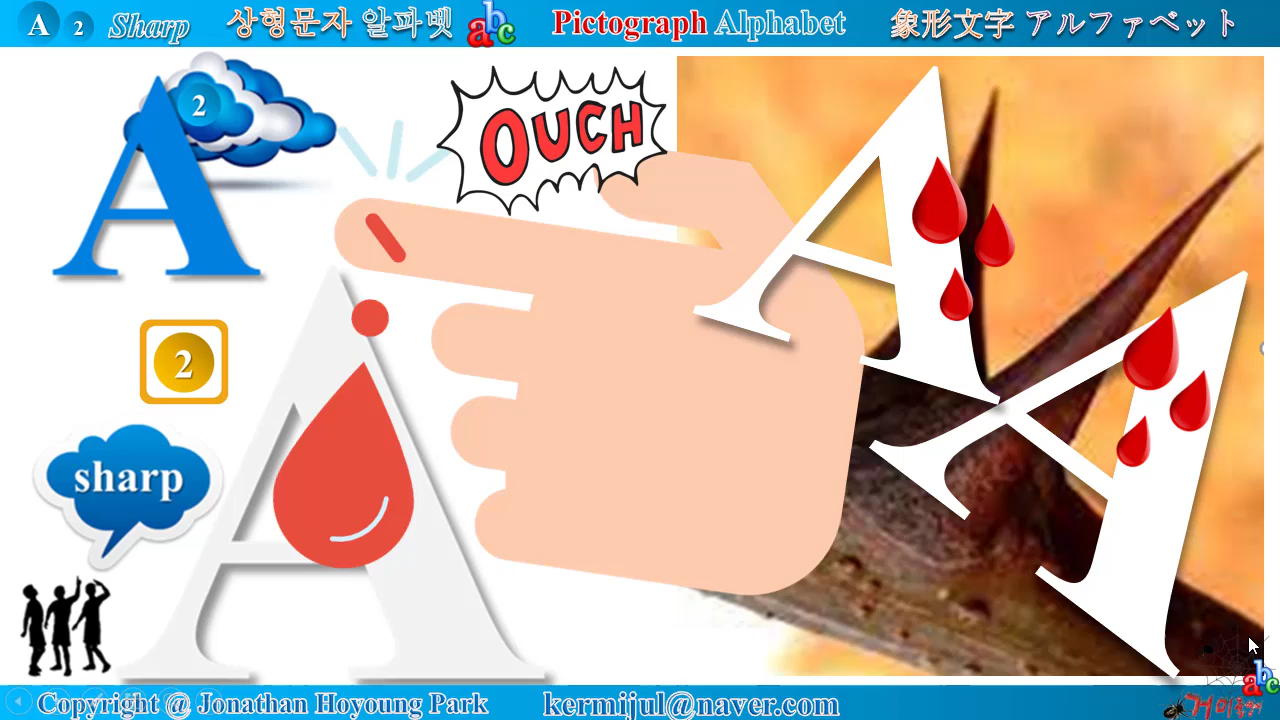 A 2 Sharp 상형문자 알파벳 abc Pictograph Alphabet 象形文字 アルファベット
A 2
OUCH
A
A
2
sharp
A
abc
Copyright @ Jonathan Hoyoung Park kermijul@naver.com